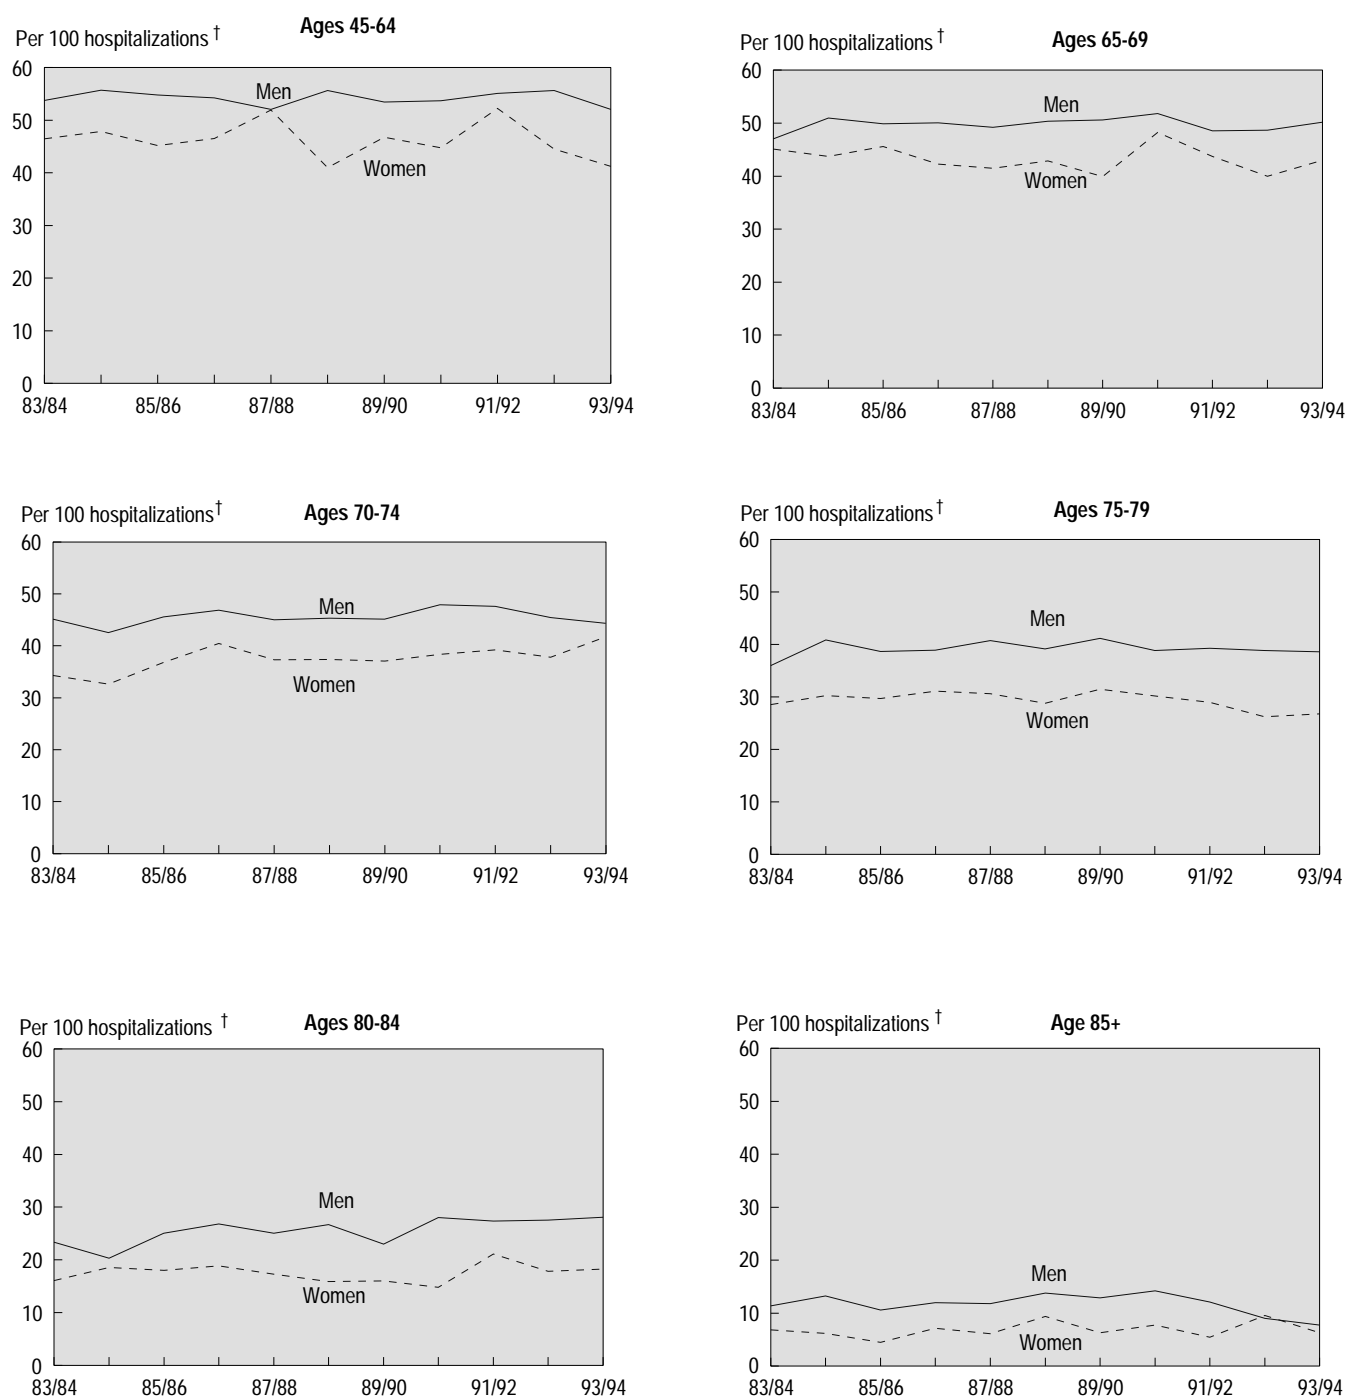 Per 100 hospitalizations †
Ages 45-64
60
50
40
30
20
10
0
Men
Women
83/84 85/86 87/88 89/90 91/92 93/94
Per 100 hospitalizations †
Ages 65-69
60
50
40
30
20
10
0
Men
Women
83/84 85/86 87/88 89/90 91/92 93/94
Per 100 hospitalizations†
Ages 70-74
60
50
40
30
20
10
0
Men
Women
83/84 85/86 87/88 89/90 91/92 93/94
Per 100 hospitalizations†
Ages 75-79
60
50
40
30
20
10
0
Men
Women
83/84 85/86 87/88 89/90 91/92 93/94
Per 100 hospitalizations †
Ages 80-84
60
50
40
30
20
10
0
Men
Women
83/84 85/86 87/88 89/90 91/92 93/94
Per 100 hospitalizations †
Age 85+
60
50
40
30
20
10
0
Men
Women
83/84 85/86 87/88 89/90 91/92 93/94